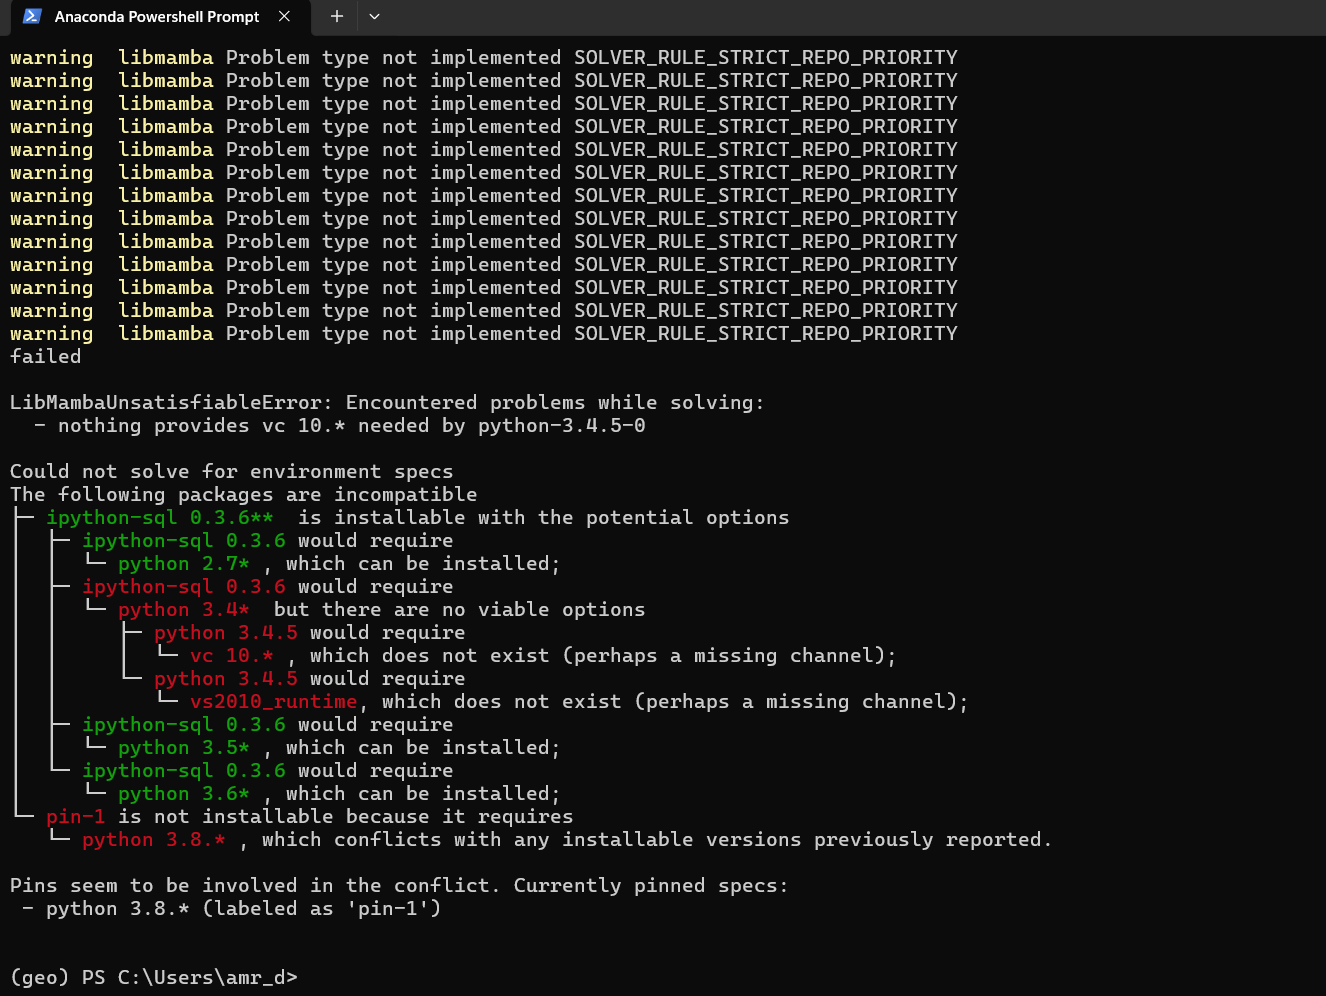 Anaconda Powershell Prompt
warning  libmamba Problem type not implemented SOLVER_RULE_STRICT_REPO_PRIORITY
warning  libmamba Problem type not implemented SOLVER_RULE_STRICT_REPO_PRIORITY
warning  libmamba Problem type not implemented SOLVER_RULE_STRICT_REPO_PRIORITY
warning  libmamba Problem type not implemented SOLVER_RULE_STRICT_REPO_PRIORITY
warning  libmamba Problem type not implemented SOLVER_RULE_STRICT_REPO_PRIORITY
warning  libmamba Problem type not implemented SOLVER_RULE_STRICT_REPO_PRIORITY
warning  libmamba Problem type not implemented SOLVER_RULE_STRICT_REPO_PRIORITY
warning  libmamba Problem type not implemented SOLVER_RULE_STRICT_REPO_PRIORITY
warning  libmamba Problem type not implemented SOLVER_RULE_STRICT_REPO_PRIORITY
warning  libmamba Problem type not implemented SOLVER_RULE_STRICT_REPO_PRIORITY
warning  libmamba Problem type not implemented SOLVER_RULE_STRICT_REPO_PRIORITY
warning  libmamba Problem type not implemented SOLVER_RULE_STRICT_REPO_PRIORITY
warning  libmamba Problem type not implemented SOLVER_RULE_STRICT_REPO_PRIORITY
failed

LibMambaUnsatisfiableError: Encountered problems while solving:
  - nothing provides vc 10.* needed by python-3.4.5-0

Could not solve for environment specs
The following packages are incompatible
├─ ipython-sql 0.3.6**  is installable with the potential options
│  ├─ ipython-sql 0.3.6 would require
│  │  └─ python 2.7* , which can be installed;
│  ├─ ipython-sql 0.3.6 would require
│  │  └─ python 3.4*  but there are no viable options
│  │     ├─ python 3.4.5 would require
│  │     │  └─ vc 10.* , which does not exist (perhaps a missing channel);
│  │     └─ python 3.4.5 would require
│  │        └─ vs2010_runtime, which does not exist (perhaps a missing channel);
│  ├─ ipython-sql 0.3.6 would require
│  │  └─ python 3.5* , which can be installed;
│  └─ ipython-sql 0.3.6 would require
│     └─ python 3.6* , which can be installed;
└─ pin-1 is not installable because it requires
   └─ python 3.8.* , which conflicts with any installable versions previously reported.

Pins seem to be involved in the conflict. Currently pinned specs:
 - python 3.8.* (labeled as 'pin-1')

(geo) PS C:\Users\amr_d>